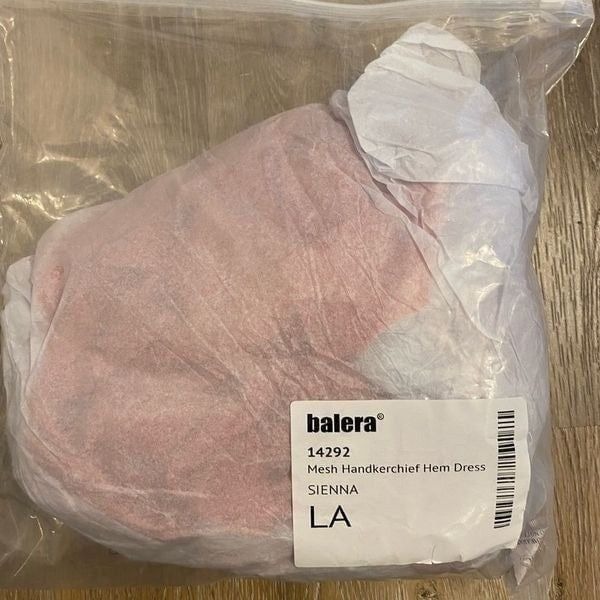 balera®
14292
Mesh Handkerchief Hem Dress
SIENNA
LA